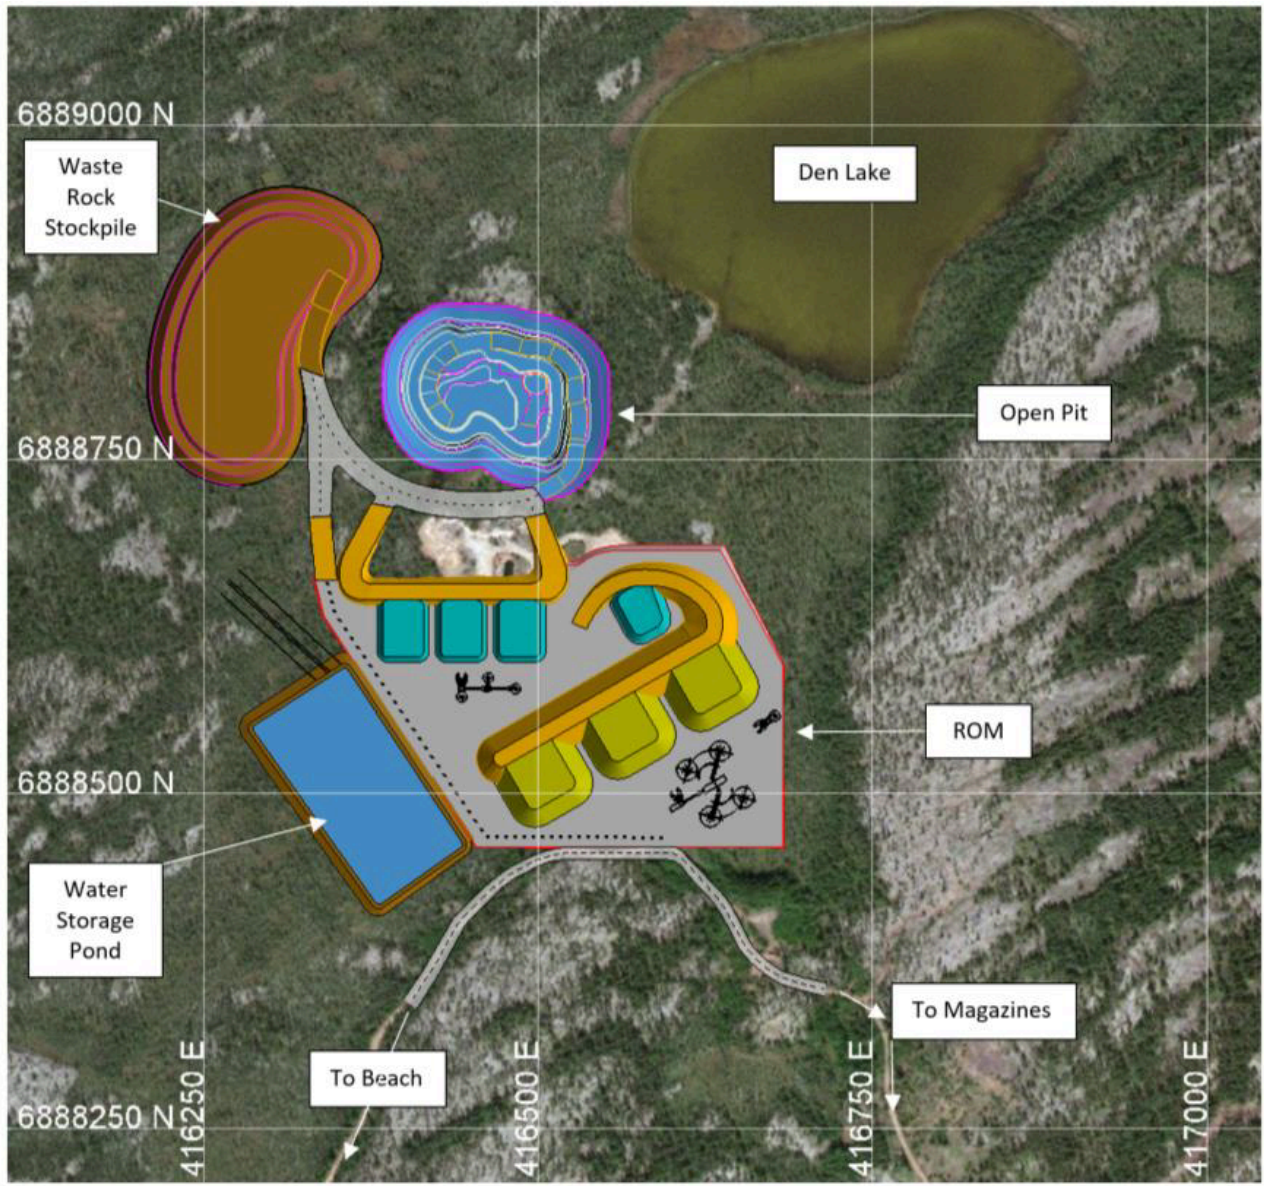 6889000 N
Waste
Rock
Stockpile
Den Lake
Open Pit
6888750 N
ROM
6888500 N
Water
Storage
Pond
To Magazines
To Beach
6888250 N
416250 E
416500 E
416750 E
417000 E